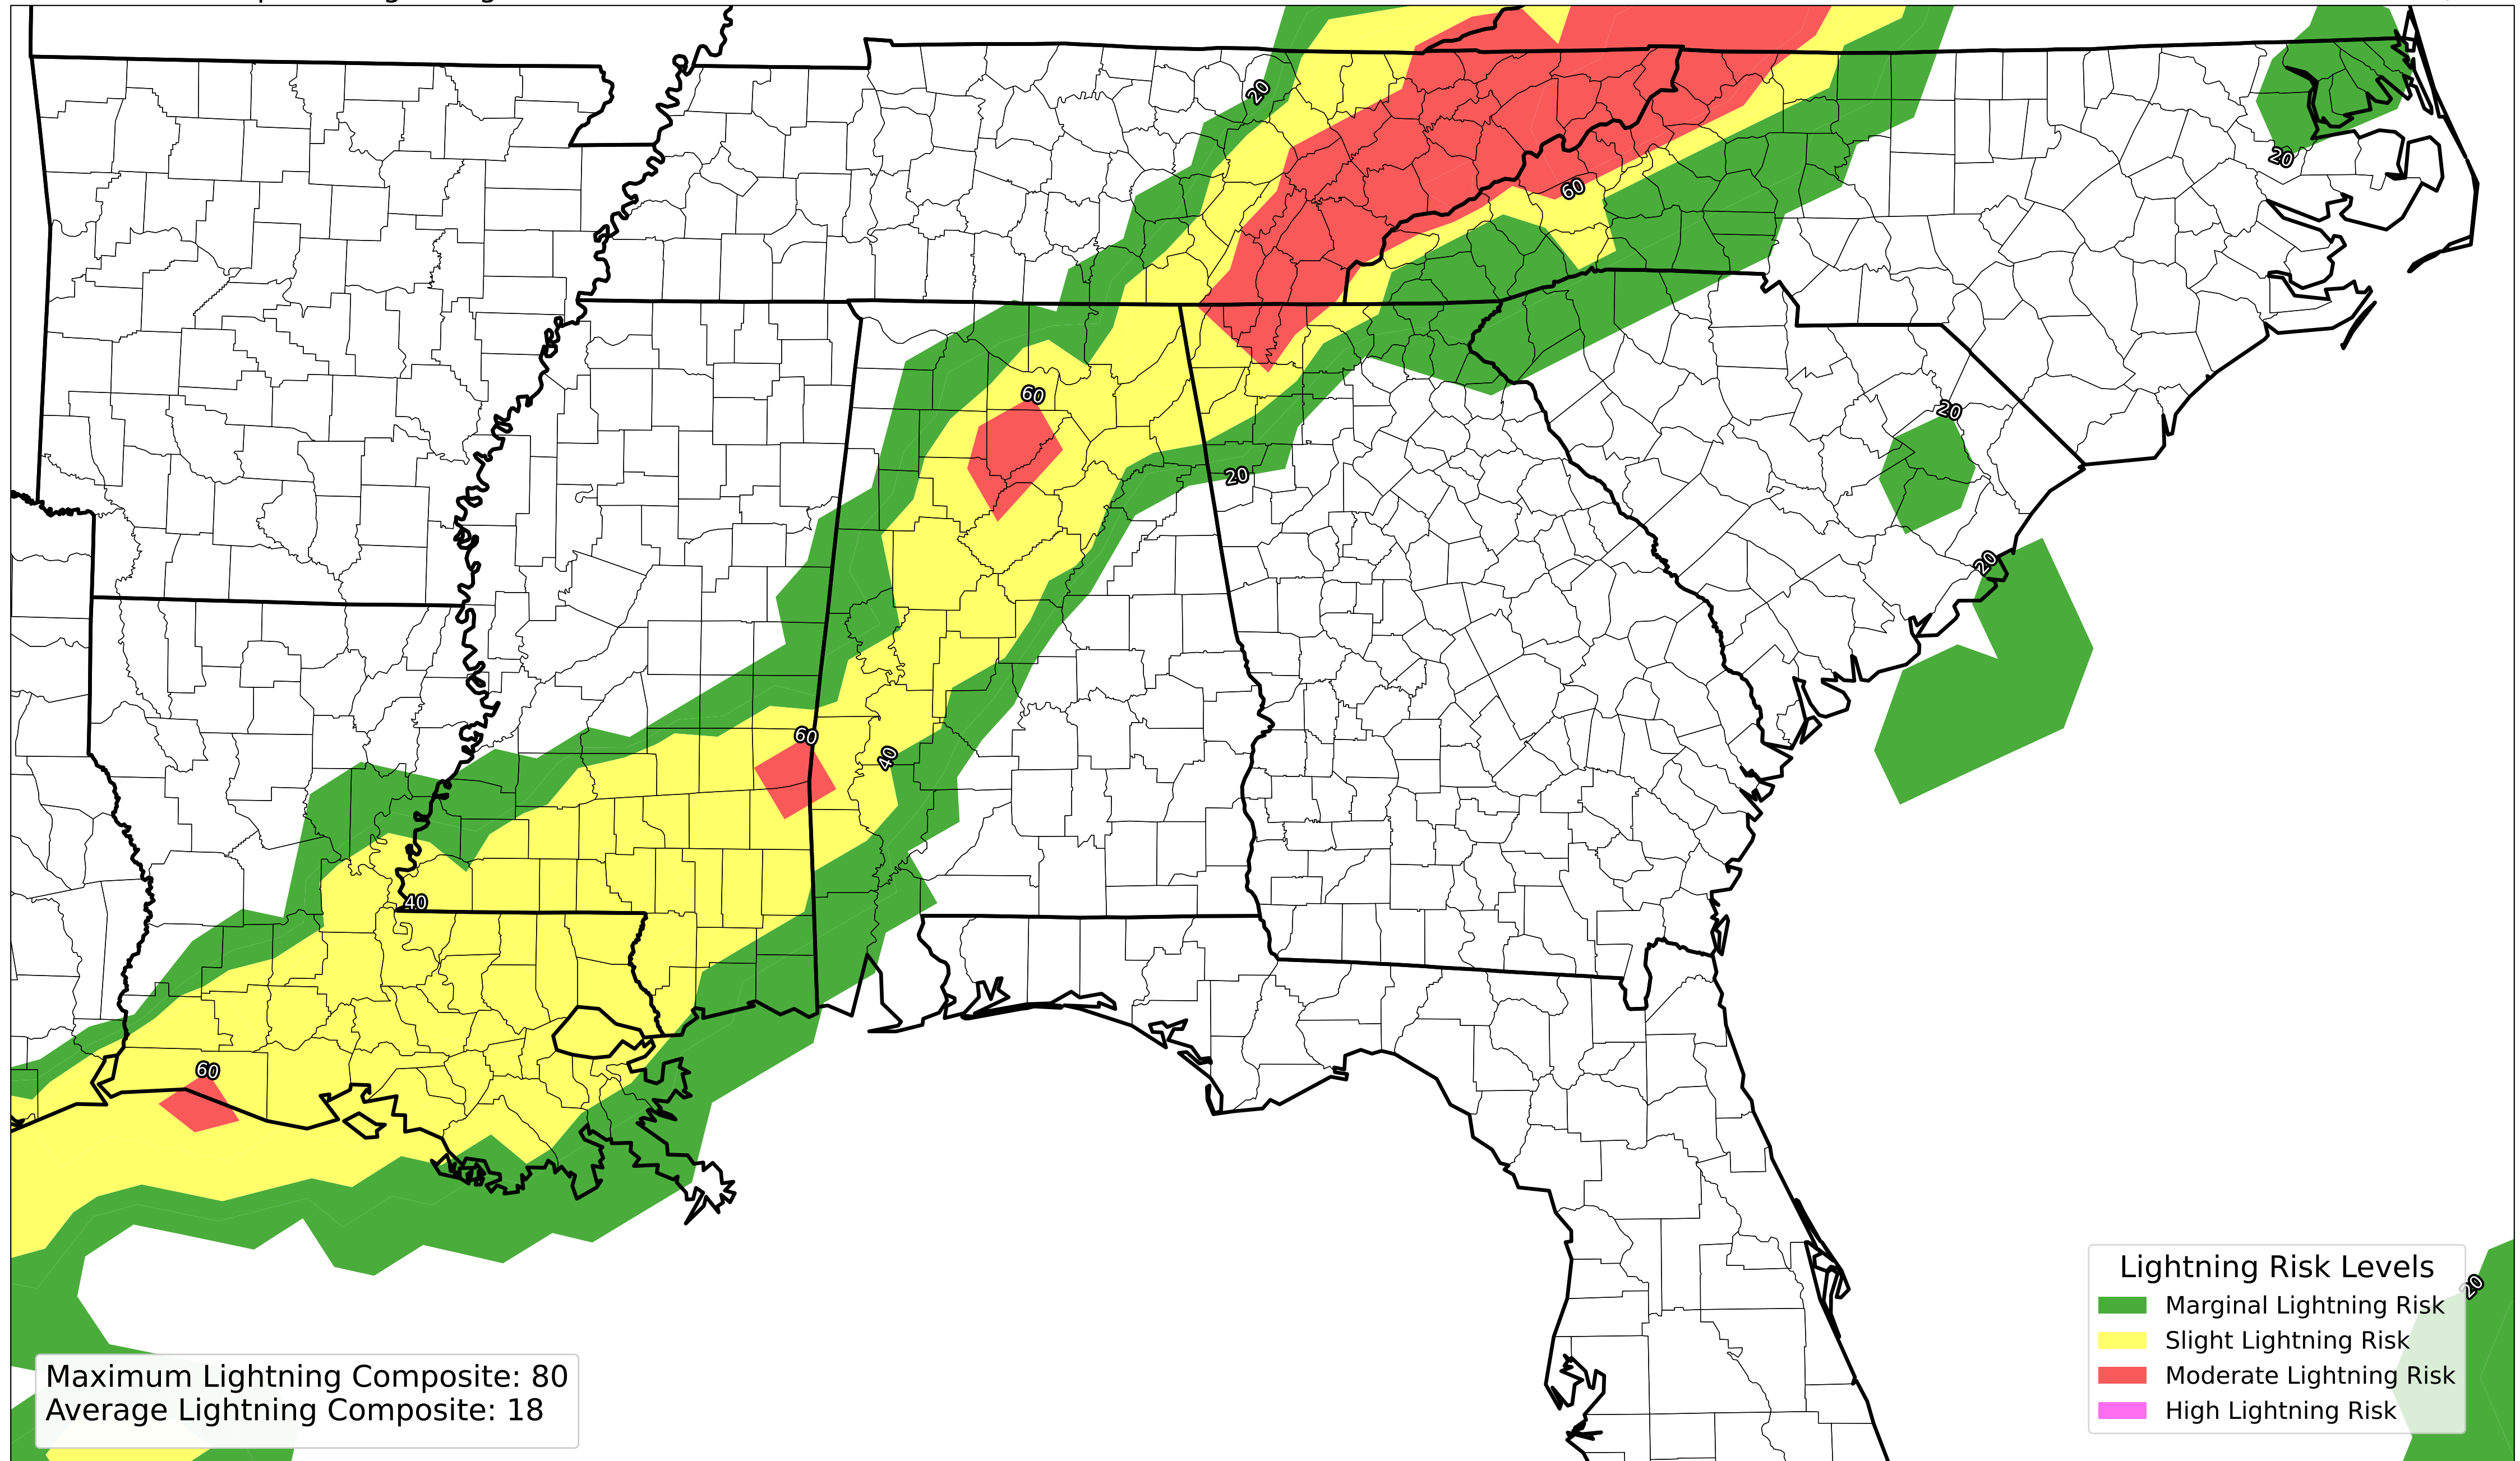 20
20
60
20
60
20
20
60
40
40
60
20
Lightning Risk Levels
Marginal Lightning Risk
Slight Lightning Risk
Moderate Lightning Risk
High Lightning Risk
Maximum Lightning Composite: 80
Average Lightning Composite: 18